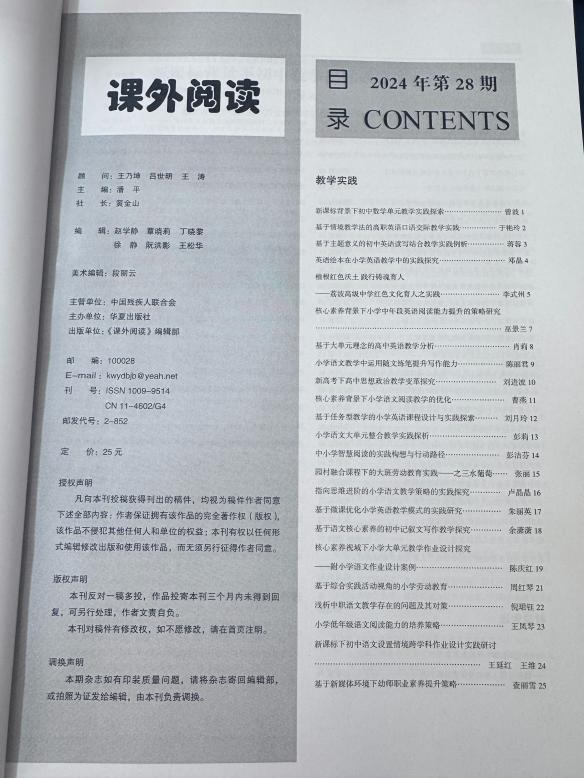 课外阅读
顾 问：王乃坤 吕世明 王 涛
主 编：潘 平
社 长：黄金山
编 辑：赵学静 覃晓莉 丁晓黎
徐 静 阮洪影 王松华
美术编辑：段丽云
主管单位：中国残疾人联合会
主办单位：华夏出版社
出版单位：《课外阅读》编辑部
邮 编：100028
E-mail：kwydbjb@yeah.net
刊 号：ISSN 1009-9514
CN 11-4602/G4
邮发代号：2-852
定 价：25 元
授权声明
凡向本刊投稿获得刊出的稿件，均视为稿件作者同意
下述全部内容：作者保证拥有该作品的完全著作权（版权），
该作品不侵犯其他任何人和单位的权益；本刊有权以任何形
式编辑修改出版和使用该作品，而无须另行征得作者同意。
版权声明
本刊反对一稿多投，作品投寄本刊三个月内未得到回
复，可另行处理，作者文责自负。
本刊对稿件有修改权，如不愿修改，请在首页注明。
调换声明
本期杂志如有印装质量问题，请将杂志寄回编辑部，
或拍照为证发给编辑，由本刊负责调换。
目录
2024 年第 28 期
CONTENTS
教学实践
新课标背景下初中数学单元教学实践探索……曾波 1
基于情境教学法的高职英语口语交际教学实践……于艳玲 2
基于主题意义的初中英语读写结合教学实践例析……蒋蓉 3
英语绘本在小学英语教学中的实践探究……邓晶 4
植根红色沃土 践行铸魂育人
——荔波高级中学红色文化育人之实践……李式州 5
核心素养背景下小学中年段英语阅读能力提升的策略研究
……巫景兰 7
基于大单元理念的高中英语教学分析……肖莉 8
小学语文教学中运用随文练笔提升写作能力……陈丽君 9
新高考下高中思想政治教学变革探究……刘进波 10
核心素养背景下小学语文阅读教学的优化……曹燕 11
基于任务型教学的小学英语课程设计与实践探索……刘月玲 12
小学语文大单元整合教学实践探析……彭莉 13
中小学智慧阅读的实践构想与行动路径……彭洁芬 14
园村融合课程下的大班劳动教育实践——之三水葡萄……张丽 15
指向思维进阶的小学语文教学策略的实践探究……卢晶晶 16
基于微课优化小学英语教学模式的实践研究……朱丽英 17
基于语文核心素养的初中记叙文写作教学探究……余潇潇 18
核心素养视域下小学大单元教学作业设计探究
——附小学语文作业设计案例……陈庆红 19
基于综合实践活动视角的小学劳动教育……周红琴 21
浅析中职语文教学存在的问题及其对策……倪珺钰 22
小学低年级语文阅读能力的培养策略……王凤琴 23
新课标下初中语文设置情境跨学科作业设计实践研讨
……王延红 王维 24
基于新媒体环境下幼师职业素养提升策略……查丽雪 25